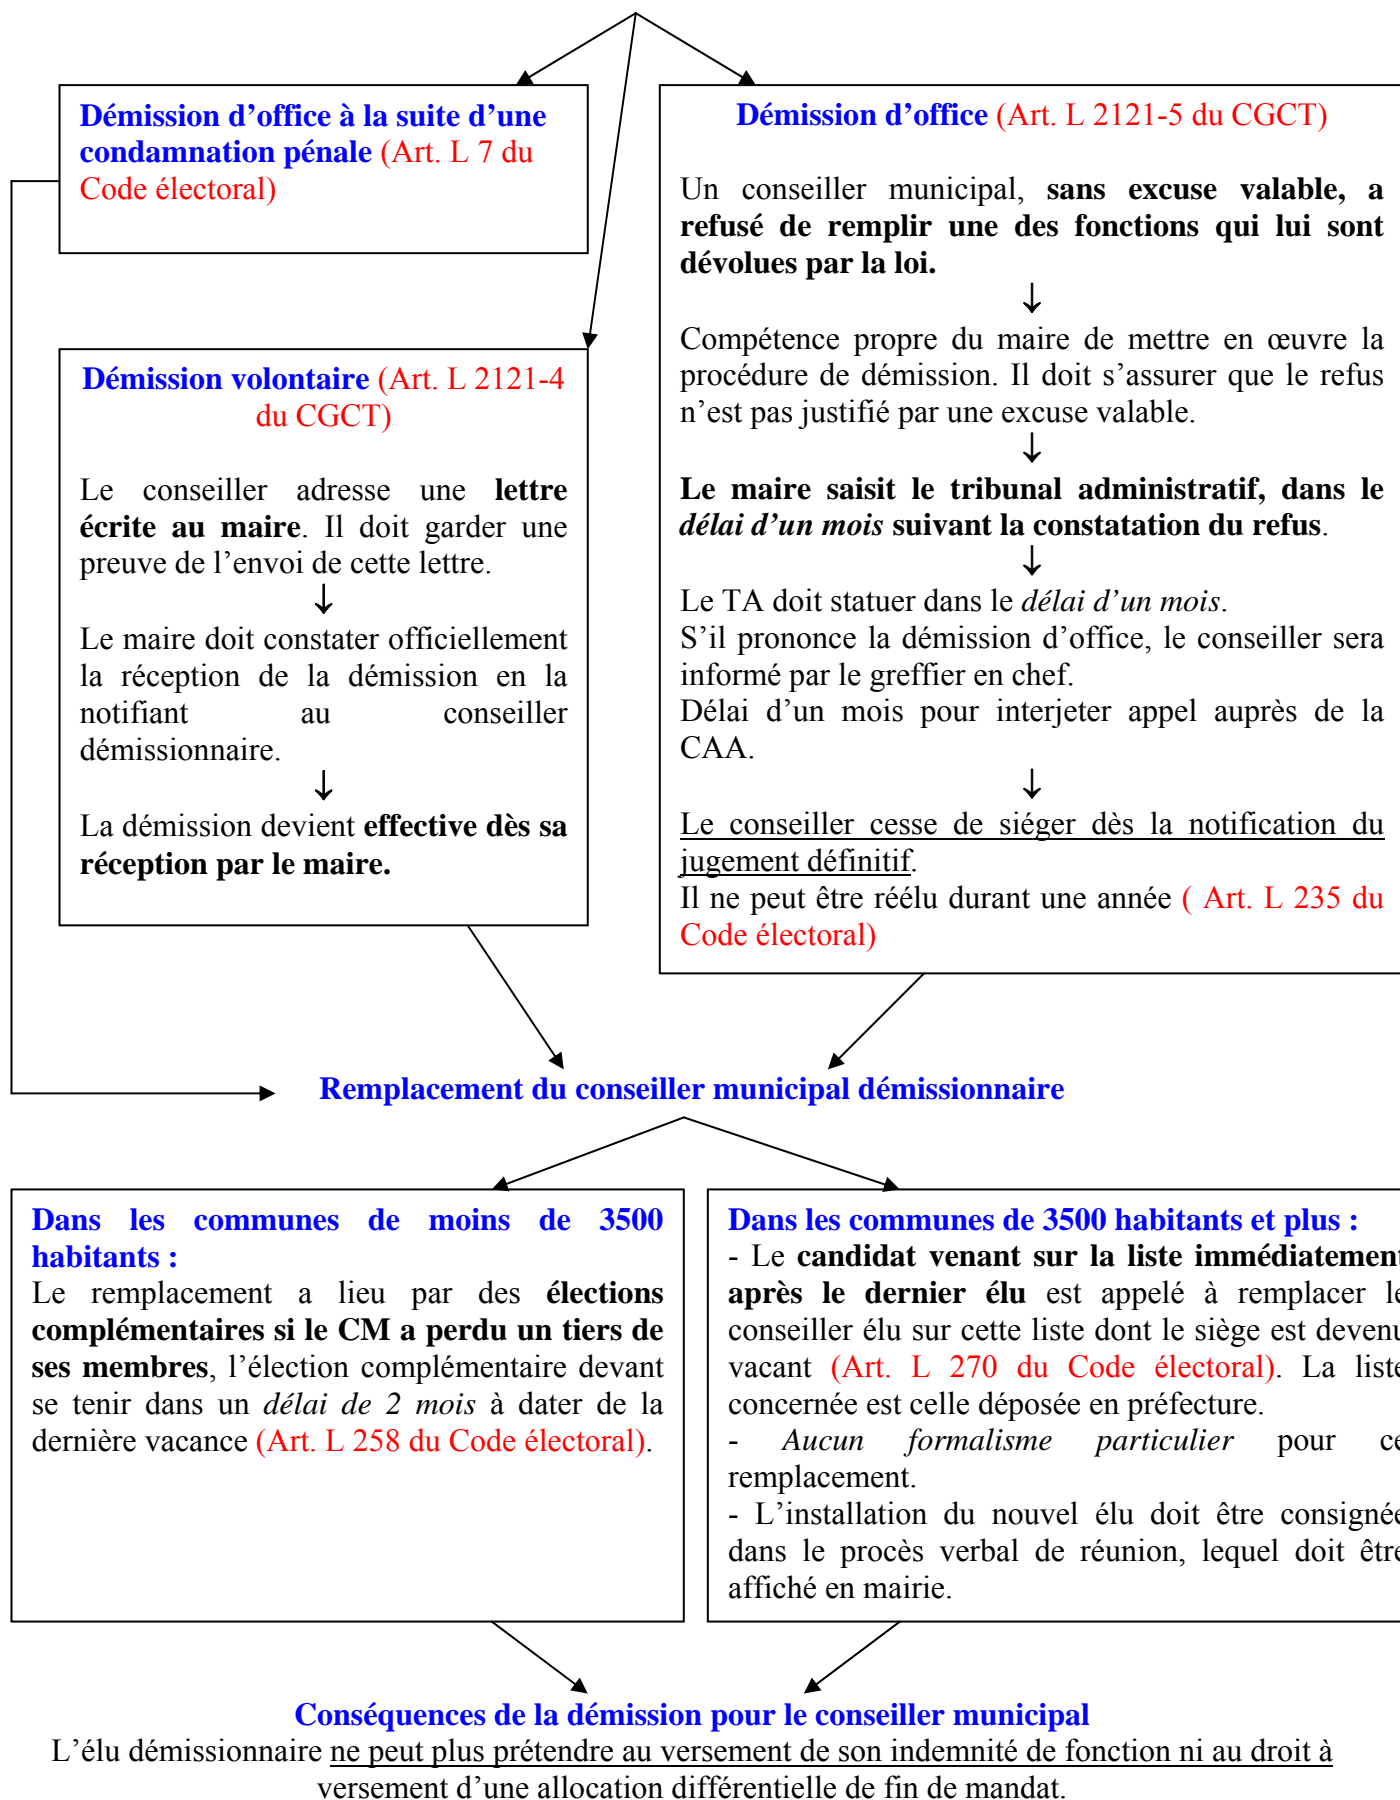 Démission d’office à la suite d’une
condamnation pénale (Art. L 7 du
Code électoral)
Démission volontaire (Art. L 2121-4
du CGCT)
Le conseiller adresse une lettre
écrite au maire. Il doit garder une
preuve de l’envoi de cette lettre.
↓
Le maire doit constater officiellement
la réception de la démission en la
notifiant au conseiller
démissionnaire.
↓
La démission devient effective dès sa
réception par le maire.
Démission d’office (Art. L 2121-5 du CGCT)
Un conseiller municipal, sans excuse valable, a
refusé de remplir une des fonctions qui lui sont
dévolues par la loi.
↓
Compétence propre du maire de mettre en œuvre la
procédure de démission. Il doit s’assurer que le refus
n’est pas justifié par une excuse valable.
↓
Le maire saisit le tribunal administratif, dans le
délai d’un mois suivant la constatation du refus.
↓
Le TA doit statuer dans le délai d’un mois.
S’il prononce la démission d’office, le conseiller sera
informé par le greffier en chef.
Délai d’un mois pour interjeter appel auprès de la
CAA.
↓
Le conseiller cesse de siéger dès la notification du
jugement définitif.
Il ne peut être réélu durant une année ( Art. L 235 du
Code électoral)
Remplacement du conseiller municipal démissionnaire
Dans les communes de moins de 3500
habitants :
Le remplacement a lieu par des élections
complémentaires si le CM a perdu un tiers de
ses membres, l’élection complémentaire devant
se tenir dans un délai de 2 mois à dater de la
dernière vacance (Art. L 258 du Code électoral).
Dans les communes de 3500 habitants et plus :
- Le candidat venant sur la liste immédiatement
après le dernier élu est appelé à remplacer le
conseiller élu sur cette liste dont le siège est devenu
vacant (Art. L 270 du Code électoral). La liste
concernée est celle déposée en préfecture.
- Aucun formalisme particulier pour ce
remplacement.
- L’installation du nouvel élu doit être consignée
dans le procès verbal de réunion, lequel doit être
affiché en mairie.
Conséquences de la démission pour le conseiller municipal
L’élu démissionnaire ne peut plus prétendre au versement de son indemnité de fonction ni au droit à
versement d’une allocation différentielle de fin de mandat.